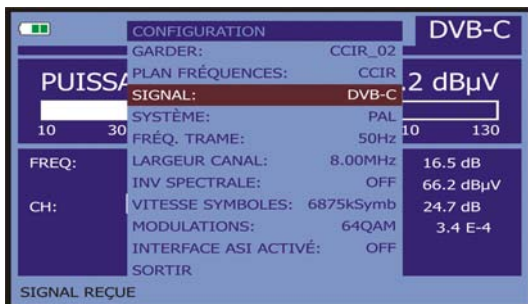 CONFIGURATION
DVB-C
GARDER: CCIR_02
PLAN FRÉQUENCES: CCIR
PUISSA .2 dBµV
SIGNAL: DVB-C
SYSTÈME: PAL
10 30 10 130
FRÉQ. TRAME: 50Hz
FREQ: LARGEUR CANAL: 8.00MHz 16.5 dB
INV SPECTRALE: OFF 66.2 dBµV
CH: VITESSE SYMBOLES: 6875kSymb 24.7 dB
MODULATIONS: 64QAM 3.4 E-4
INTERFACE ASI ACTIVÉ: OFF
SORTIR
SIGNAL REÇUE